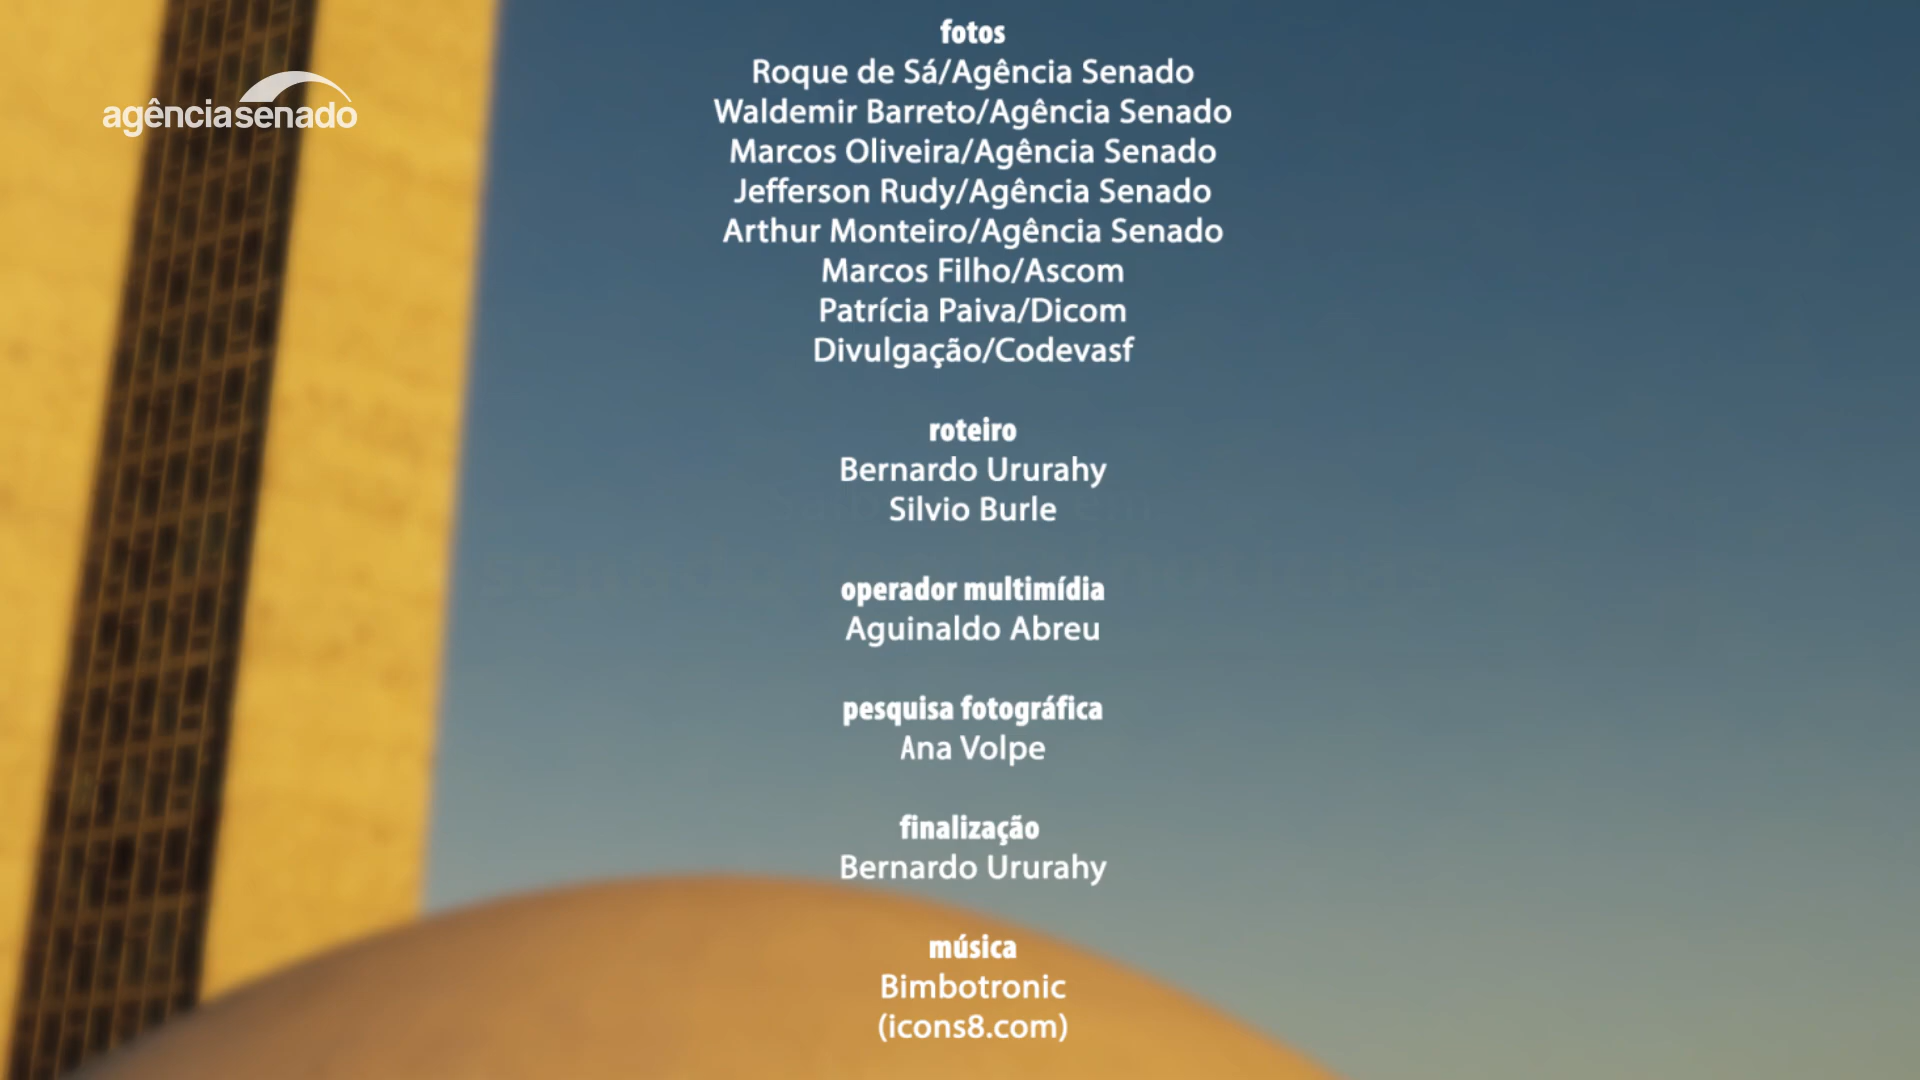 agênciasenado
fotos
Roque de Sá/Agência Senado
Waldemir Barreto/Agência Senado
Marcos Oliveira/Agência Senado
Jefferson Rudy/Agência Senado
Arthur Monteiro/Agência Senado
Marcos Filho/Ascom
Patrícia Paiva/Dicom
Divulgação/Codevasf
roteiro
Bernardo Ururahy
Silvio Burle
operador multimídia
Aguinaldo Abreu
pesquisa fotográfica
Ana Volpe
finalização
Bernardo Ururahy
música
Bimbotronic
(icons8.com)